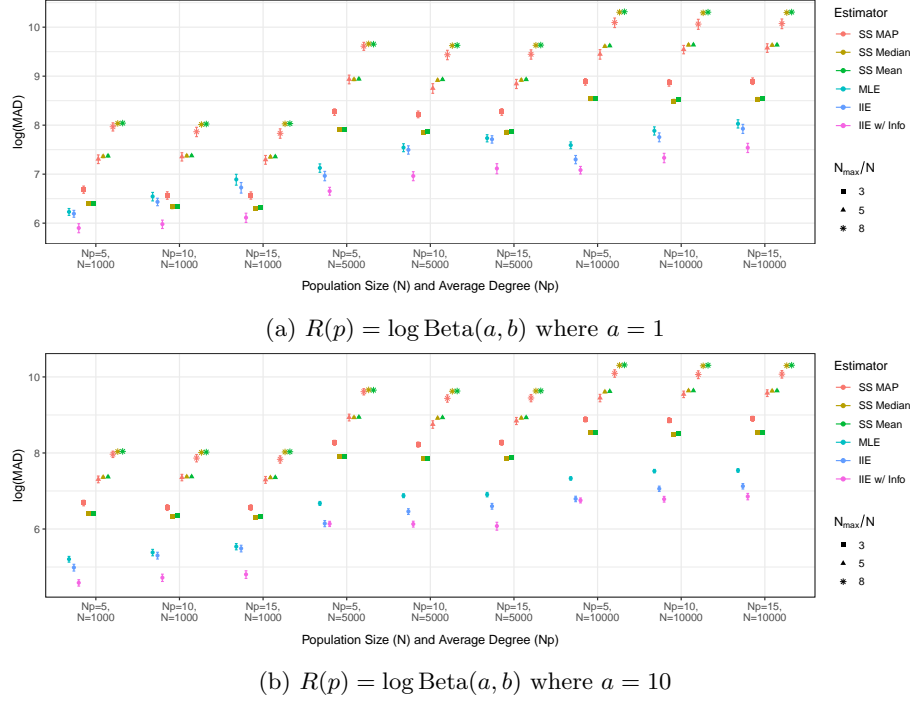 10
9
8
7
6
log(MAD)
Np=5, N=1000
Np=10, N=1000
Np=15, N=1000
Np=5, N=5000
Np=10, N=5000
Np=15, N=5000
Np=5, N=10000
Np=10, N=10000
Np=15, N=10000
Population Size (N) and Average Degree (Np)
Estimator
SS MAP
SS Median
SS Mean
MLE
IIE
IIE w/ Info
N_max/N
3
5
8
(a) R(p) = log Beta(a, b) where a = 1
10
8
6
log(MAD)
Np=5, N=1000
Np=10, N=1000
Np=15, N=1000
Np=5, N=5000
Np=10, N=5000
Np=15, N=5000
Np=5, N=10000
Np=10, N=10000
Np=15, N=10000
Population Size (N) and Average Degree (Np)
Estimator
SS MAP
SS Median
SS Mean
MLE
IIE
IIE w/ Info
N_max/N
3
5
8
(b) R(p) = log Beta(a, b) where a = 10